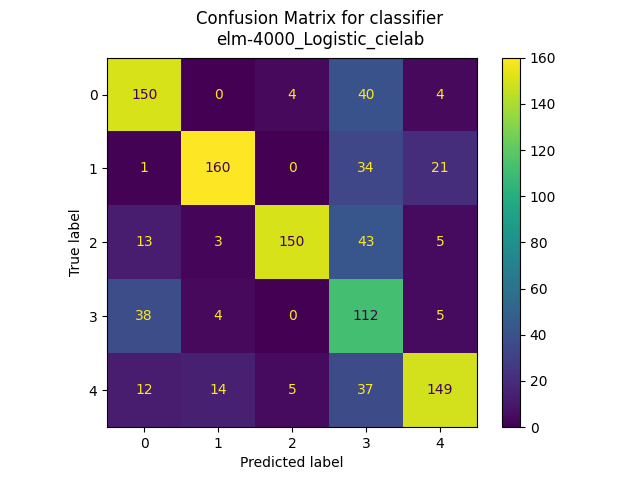 Confusion Matrix for classifier
elm-4000_Logistic_cielab
True label
0 150 0 4 40 4
1 1 160 0 34 21
2 13 3 150 43 5
3 38 4 0 112 5
4 12 14 5 37 149
0 1 2 3 4
Predicted label
160
140
120
100
80
60
40
20
0